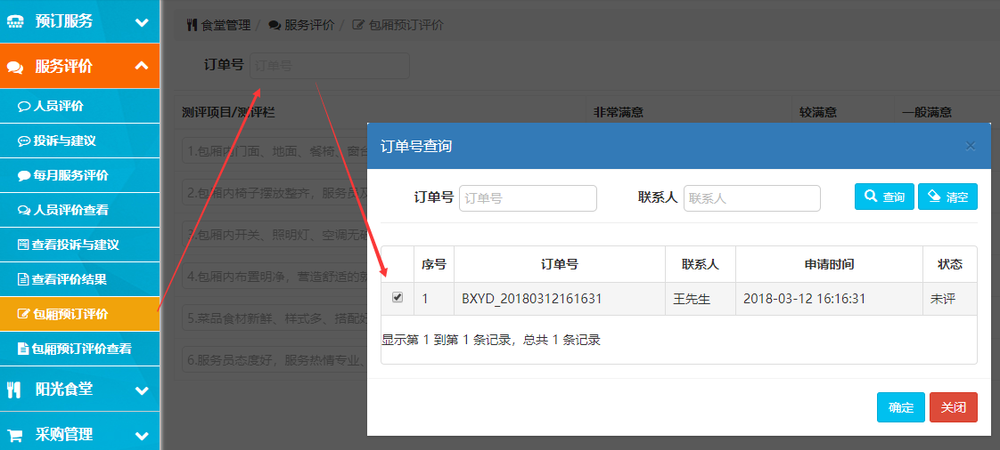 预订服务
服务评价
人员评价
投诉与建议
每月服务评价
人员评价查看
查看投诉与建议
查看评价结果
包厢预订评价
包厢预订评价查看
阳光食堂
采购管理
食堂管理 / 服务评价 / 包厢预订评价
订单号 订单号
测评项目/测评栏 非常满意 较满意 一般满意
1.包厢内门面、地面、餐椅、窗台
2.包厢内椅子摆放整齐，服务员及
3.包厢内开关、照明灯、空调无破
4.包厢内布置明净，营造舒适的就
5.菜品食材新鲜、样式多、搭配好
6.服务员态度好，服务热情专业、
订单号查询 ×
订单号 订单号 联系人 联系人 查询 清空
序号 订单号 联系人 申请时间 状态
1 BXYD_20180312161631 王先生 2018-03-12 16:16:31 未评
显示第 1 到第 1 条记录，总共 1 条记录
确定 关闭